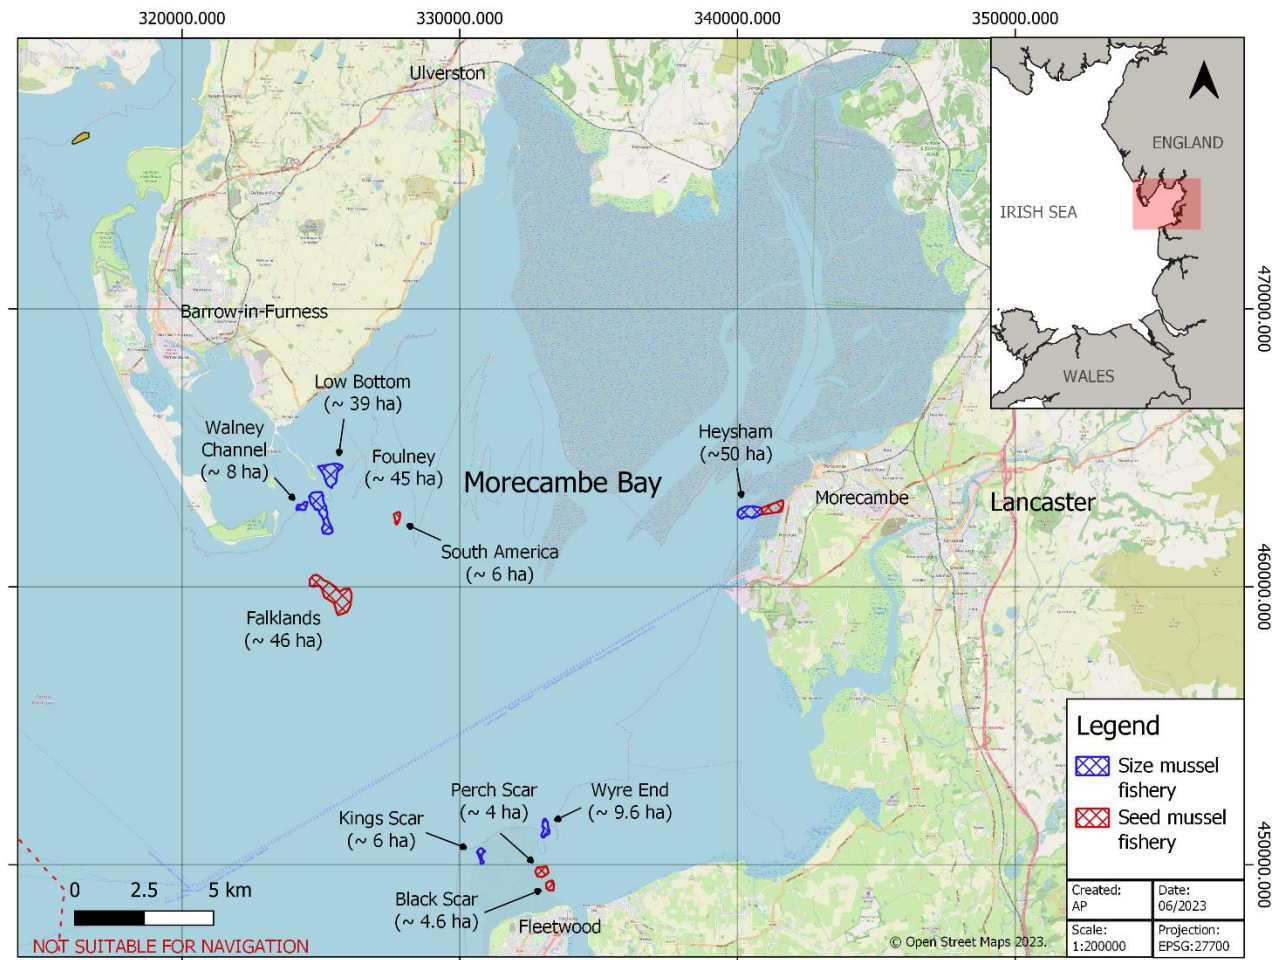 320000.000
330000.000
340000.000
350000.000
Ulverston
ENGLAND
IRISH SEA
WALES
470000.000
Barrow-in-Furness
Low Bottom
(~ 39 ha)
Walney
Channel
(~ 8 ha)
Foulney
(~ 45 ha)
Morecambe Bay
Heysham
(~50 ha)
Morecambe
Lancaster
South America
(~ 6 ha)
460000.000
Falklands
(~ 46 ha)
Perch Scar
(~ 4 ha)
Wyre End
(~ 9.6 ha)
Kings Scar
(~ 6 ha)
Black Scar
(~ 4.6 ha)
Fleetwood
450000.000
Legend
Size mussel
fishery
Seed mussel
fishery
0 2.5 5 km
NOT SUITABLE FOR NAVIGATION
© Open Street Maps 2023.
Created:
AP
Date:
06/2023
Scale:
1:200000
Projection:
EPSG:27700